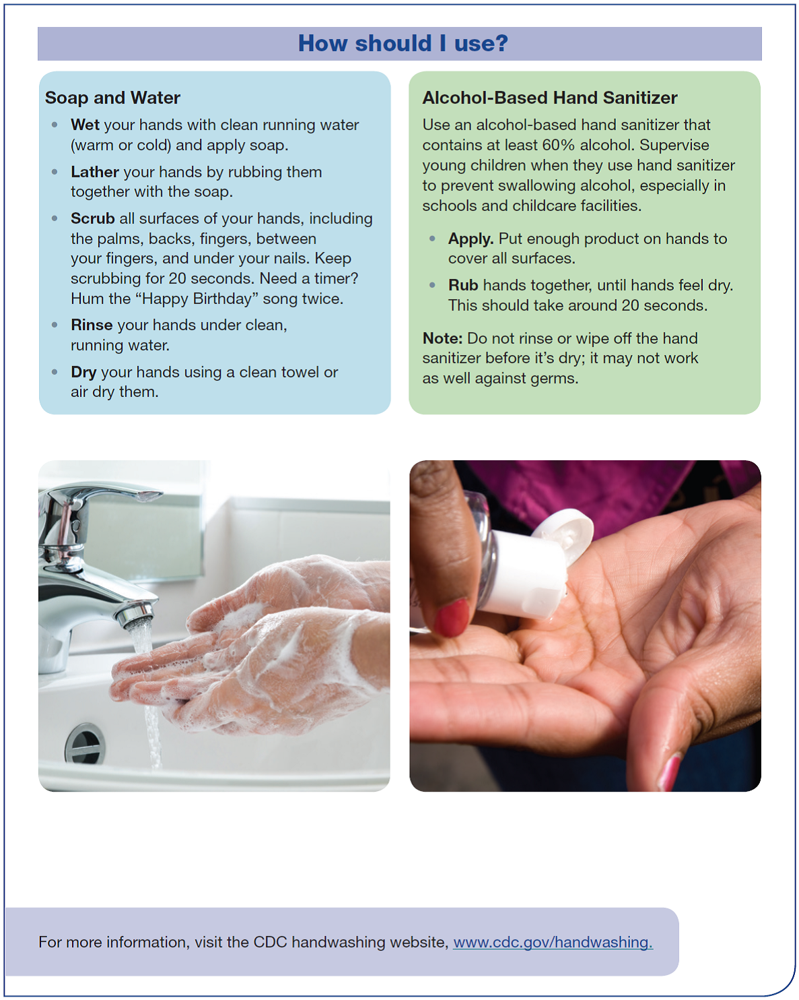 How should I use?
Soap and Water
• Wet your hands with clean running water
(warm or cold) and apply soap.
• Lather your hands by rubbing them
together with the soap.
• Scrub all surfaces of your hands, including
the palms, backs, fingers, between
your fingers, and under your nails. Keep
scrubbing for 20 seconds. Need a timer?
Hum the “Happy Birthday” song twice.
• Rinse your hands under clean,
running water.
• Dry your hands using a clean towel or
air dry them.
Alcohol-Based Hand Sanitizer
Use an alcohol-based hand sanitizer that
contains at least 60% alcohol. Supervise
young children when they use hand sanitizer
to prevent swallowing alcohol, especially in
schools and childcare facilities.
• Apply. Put enough product on hands to
cover all surfaces.
• Rub hands together, until hands feel dry.
This should take around 20 seconds.
Note: Do not rinse or wipe off the hand
sanitizer before it’s dry; it may not work
as well against germs.
For more information, visit the CDC handwashing website, www.cdc.gov/handwashing.